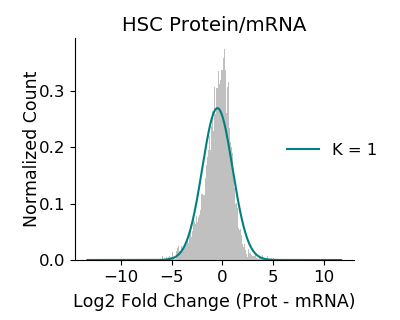 HSC Protein/mRNA
Normalized Count
0.3
0.2
0.1
0.0
K = 1
−10 −5 0 5 10
Log2 Fold Change (Prot - mRNA)